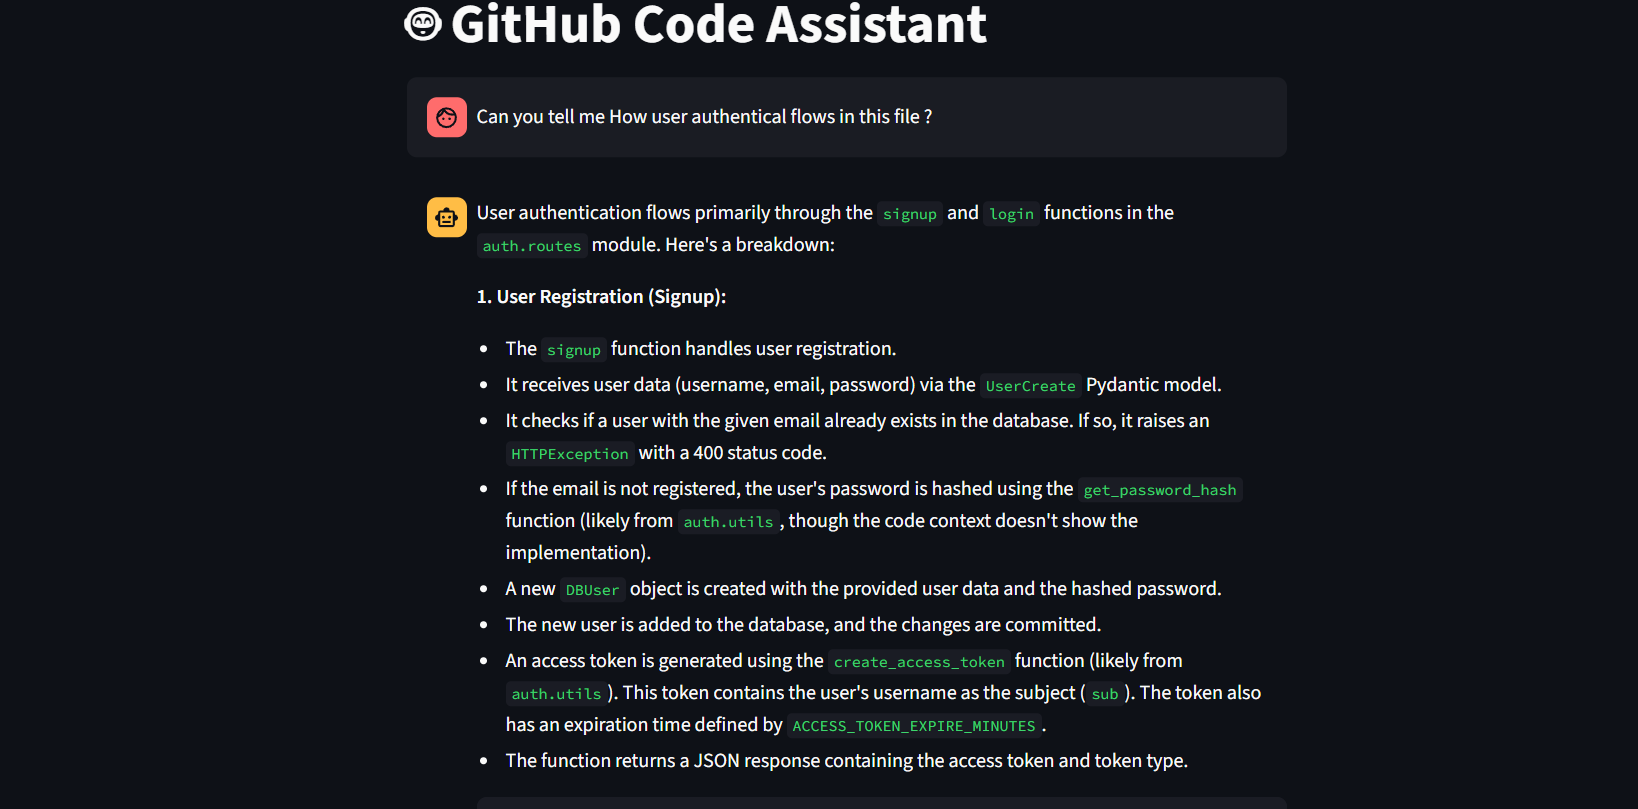 GitHub Code Assistant
Can you tell me How user authentical flows in this file ?
User authentication flows primarily through the signup and login functions in the
auth.routes module. Here's a breakdown:
1. User Registration (Signup):
• The signup function handles user registration.
• It receives user data (username, email, password) via the UserCreate Pydantic model.
• It checks if a user with the given email already exists in the database. If so, it raises an
HTTPException with a 400 status code.
• If the email is not registered, the user's password is hashed using the get_password_hash
function (likely from auth.utils, though the code context doesn't show the
implementation).
• A new DBUser object is created with the provided user data and the hashed password.
• The new user is added to the database, and the changes are committed.
• An access token is generated using the create_access_token function (likely from
auth.utils). This token contains the user's username as the subject (sub). The token also
has an expiration time defined by ACCESS_TOKEN_EXPIRE_MINUTES.
• The function returns a JSON response containing the access token and token type.